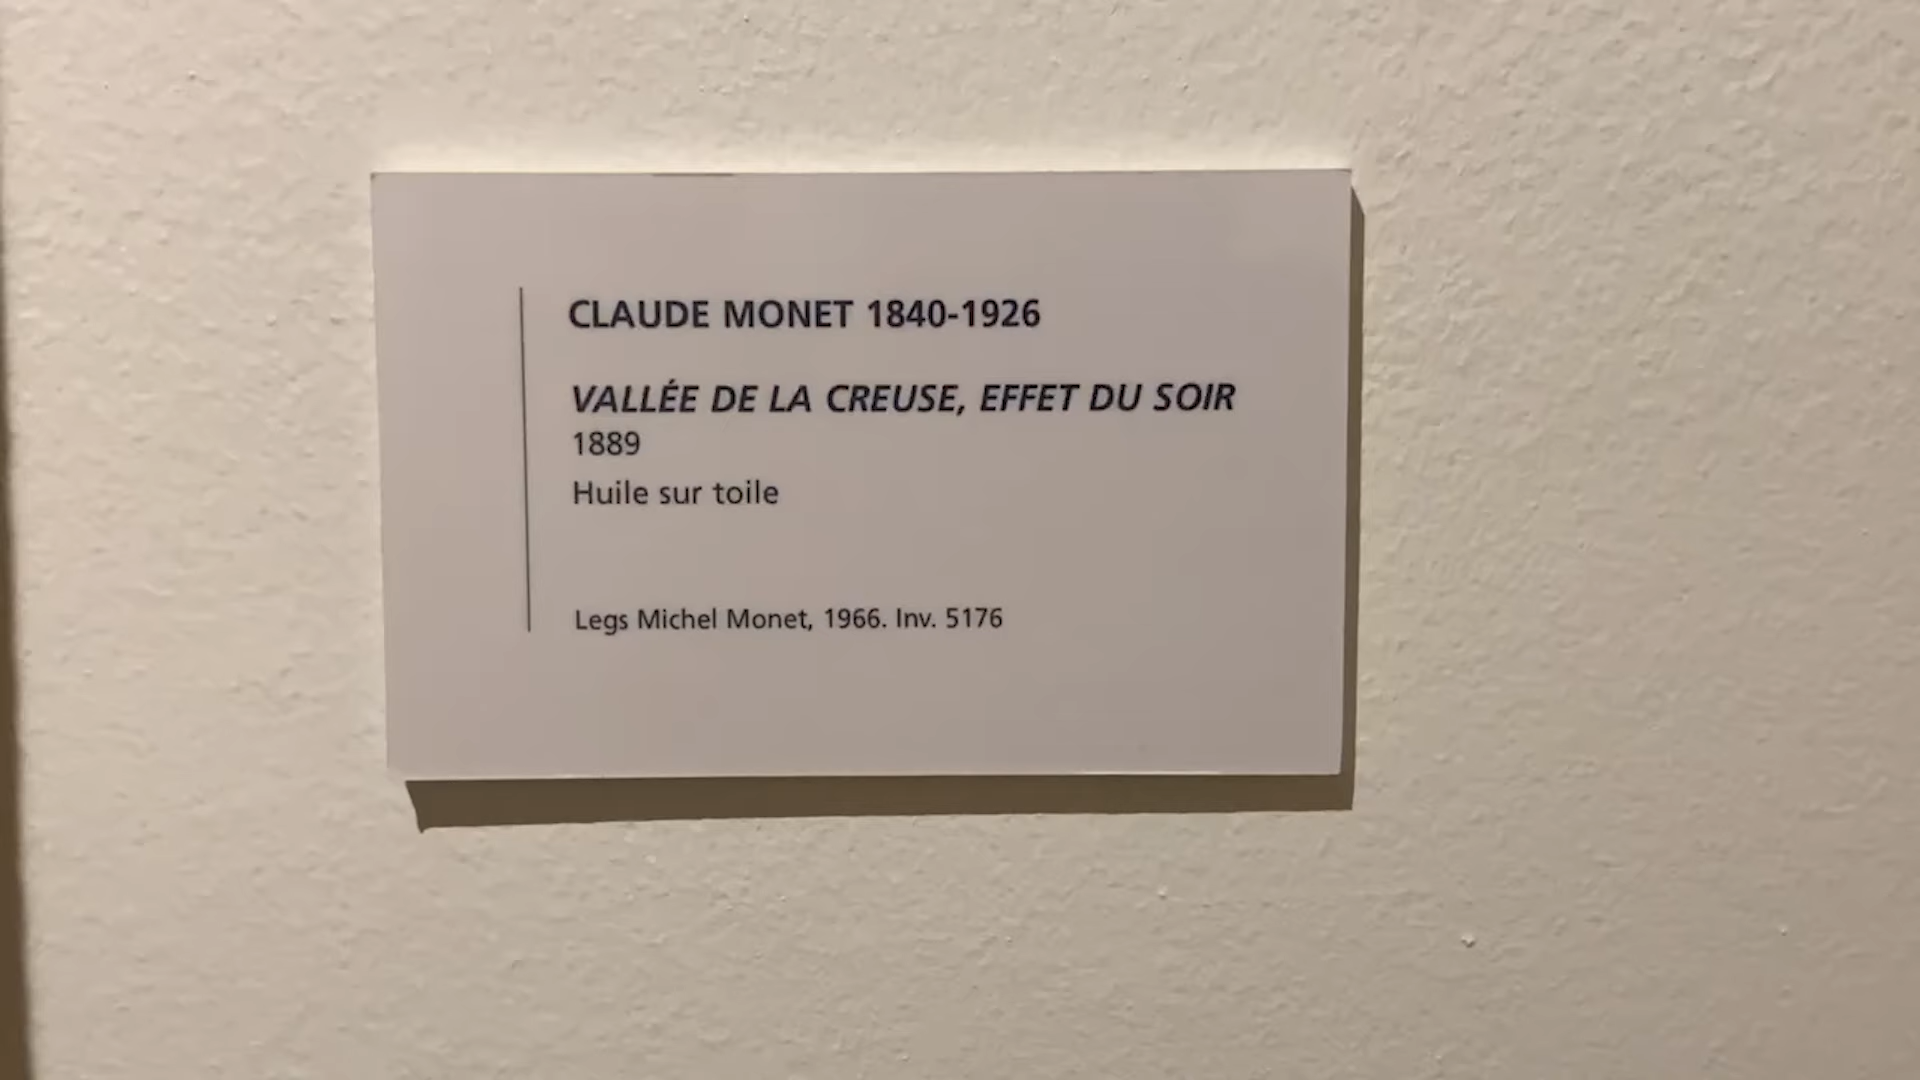 CLAUDE MONET 1840-1926
VALLÉE DE LA CREUSE, EFFET DU SOIR
1889
Huile sur toile
Legs Michel Monet, 1966. Inv. 5176